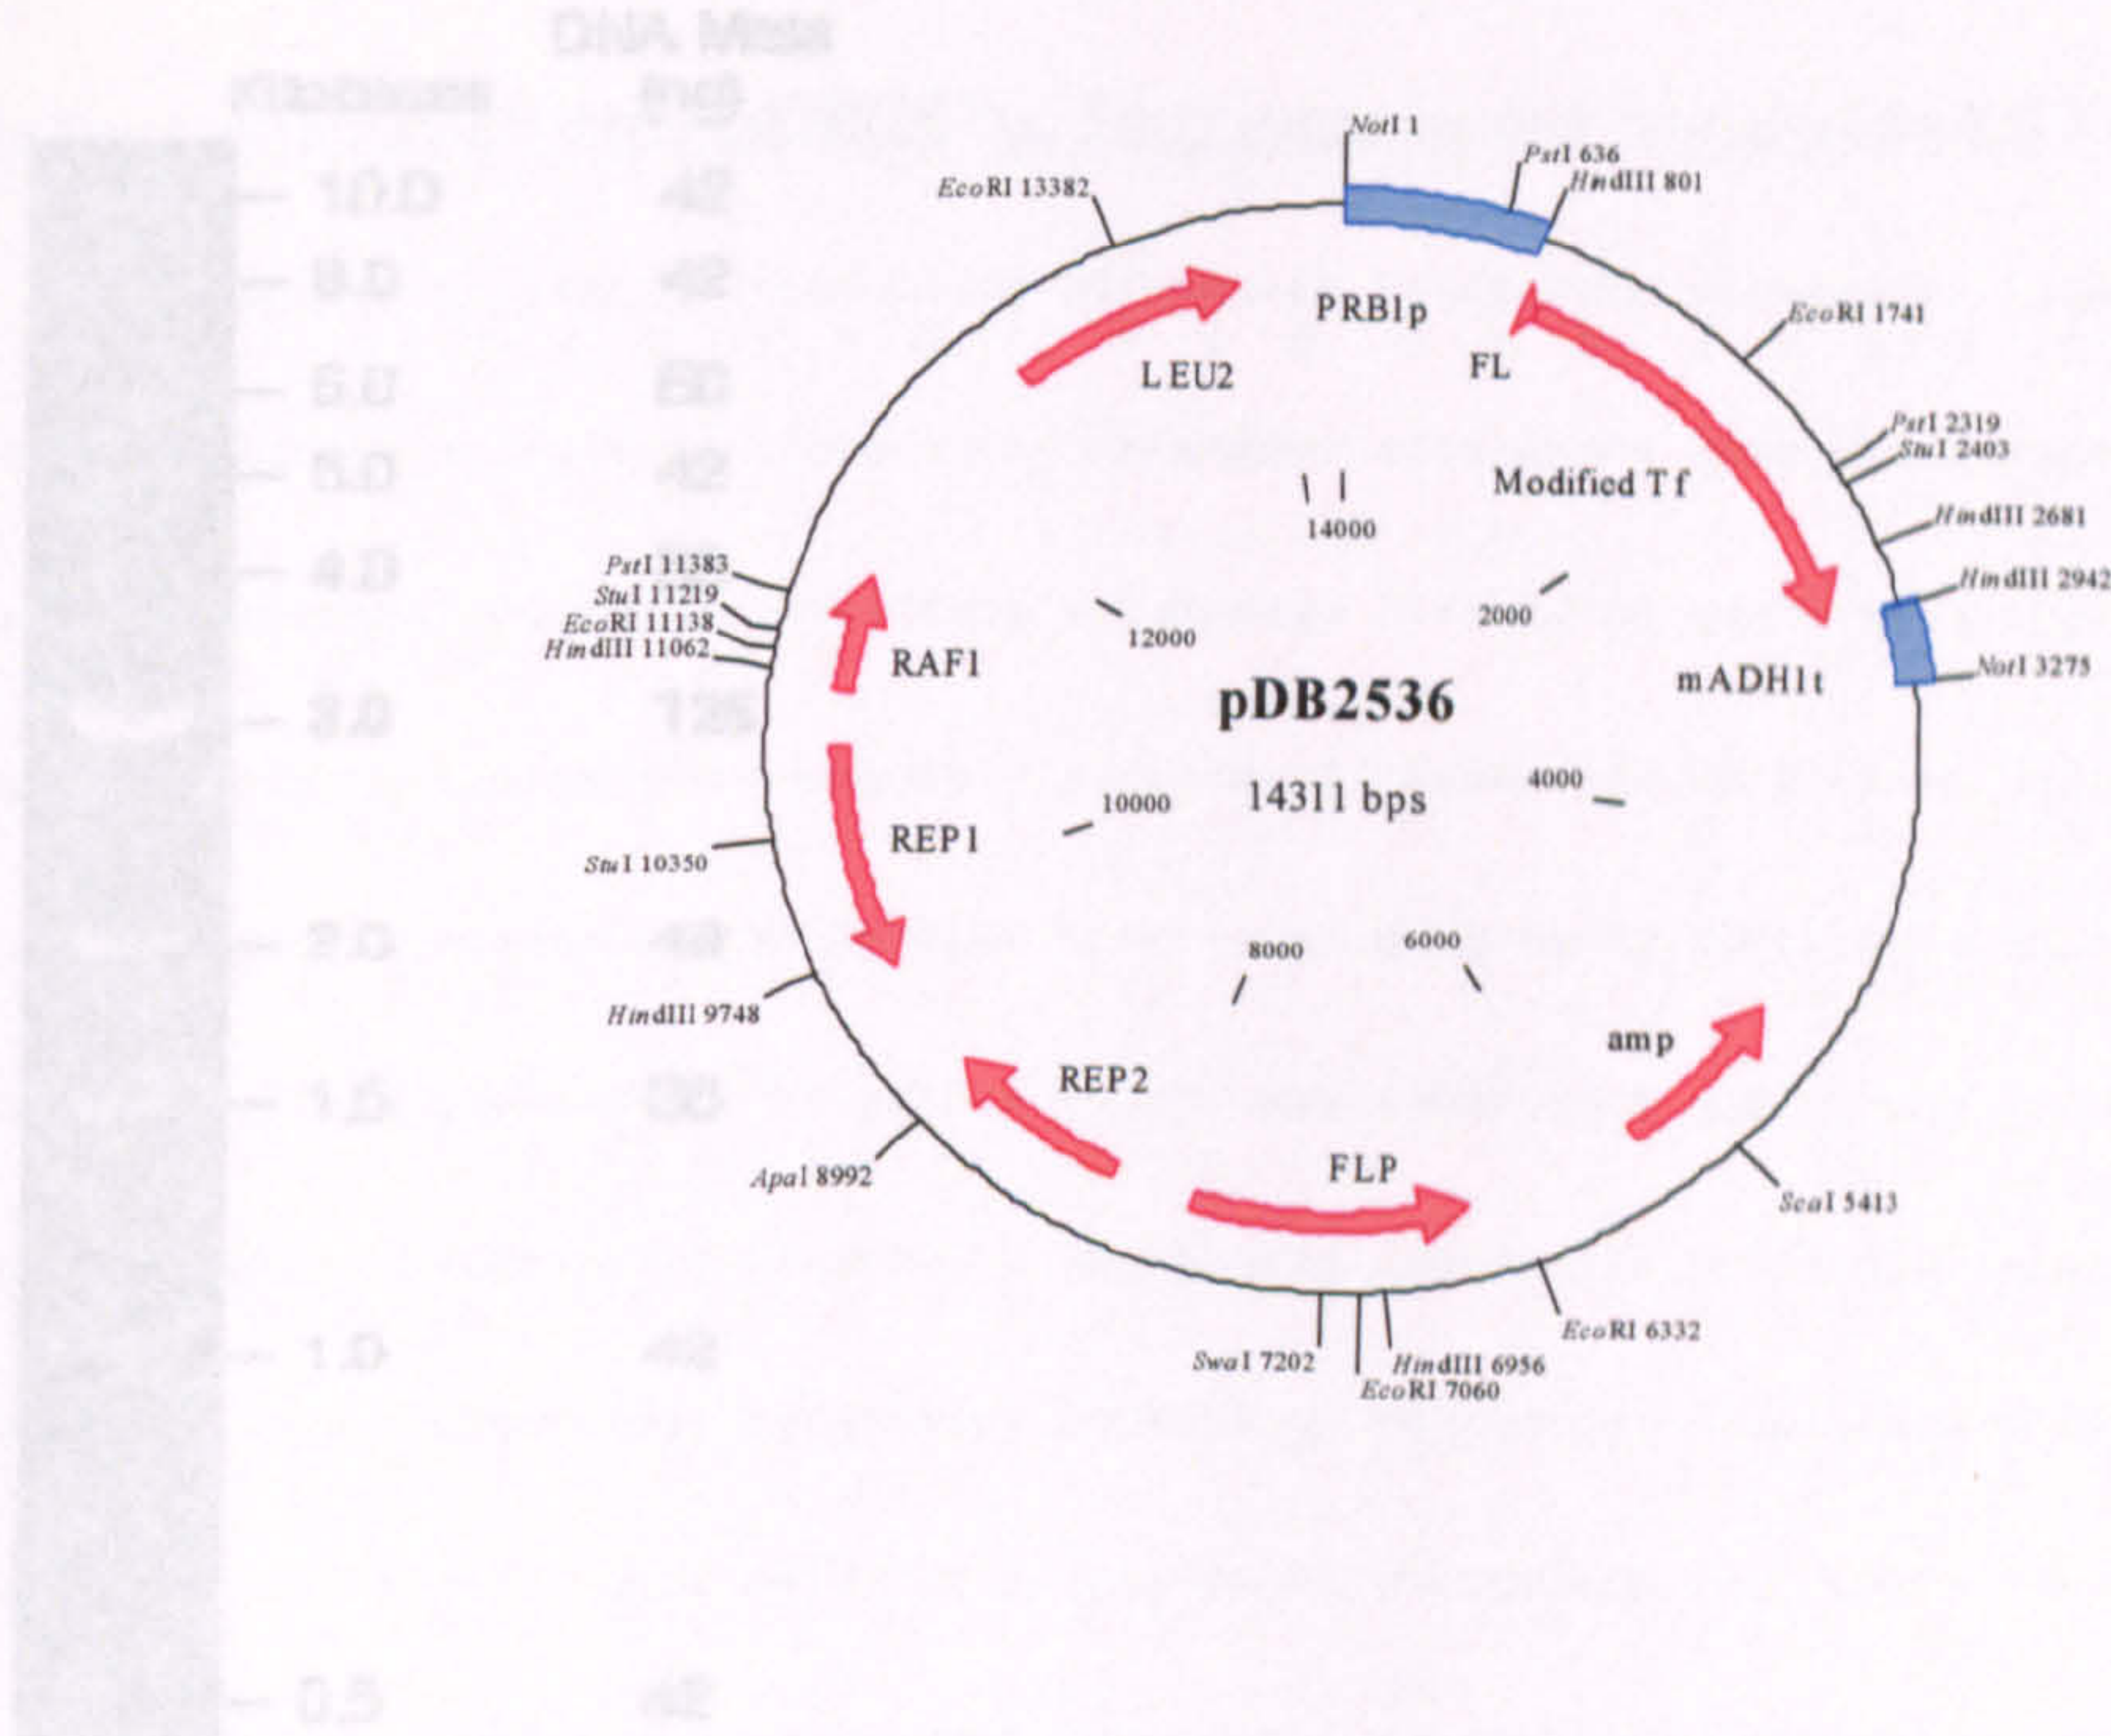 DNA Mass
Kilobases (ng)
10.0 42
8.0 42
6.0 50
5.0 42
4.0
3.0 125
2.0 48
1.5 36
1.0 42
0.5 42
NotI 1
PstI 636
HindIII 801
EcoRI 13382
EcoRI 1741
PRB1p
FL
LEU2
PstI 2319
StuI 2403
Modified Tf
HindIII 2681
14000
HindIII 2942
PstI 11383
StuI 11219
EcoRI 11138
HindIII 11062
2000
12000
RAF1
NotI 3275
mADH1t
pDB2536
4000
14311 bps
10000
REP1
StuI 10350
8000
6000
HindIII 9748
amp
REP2
FLP
ApaI 8992
ScaI 5413
EcoRI 6332
SwaI 7202
HindIII 6956
EcoRI 7060